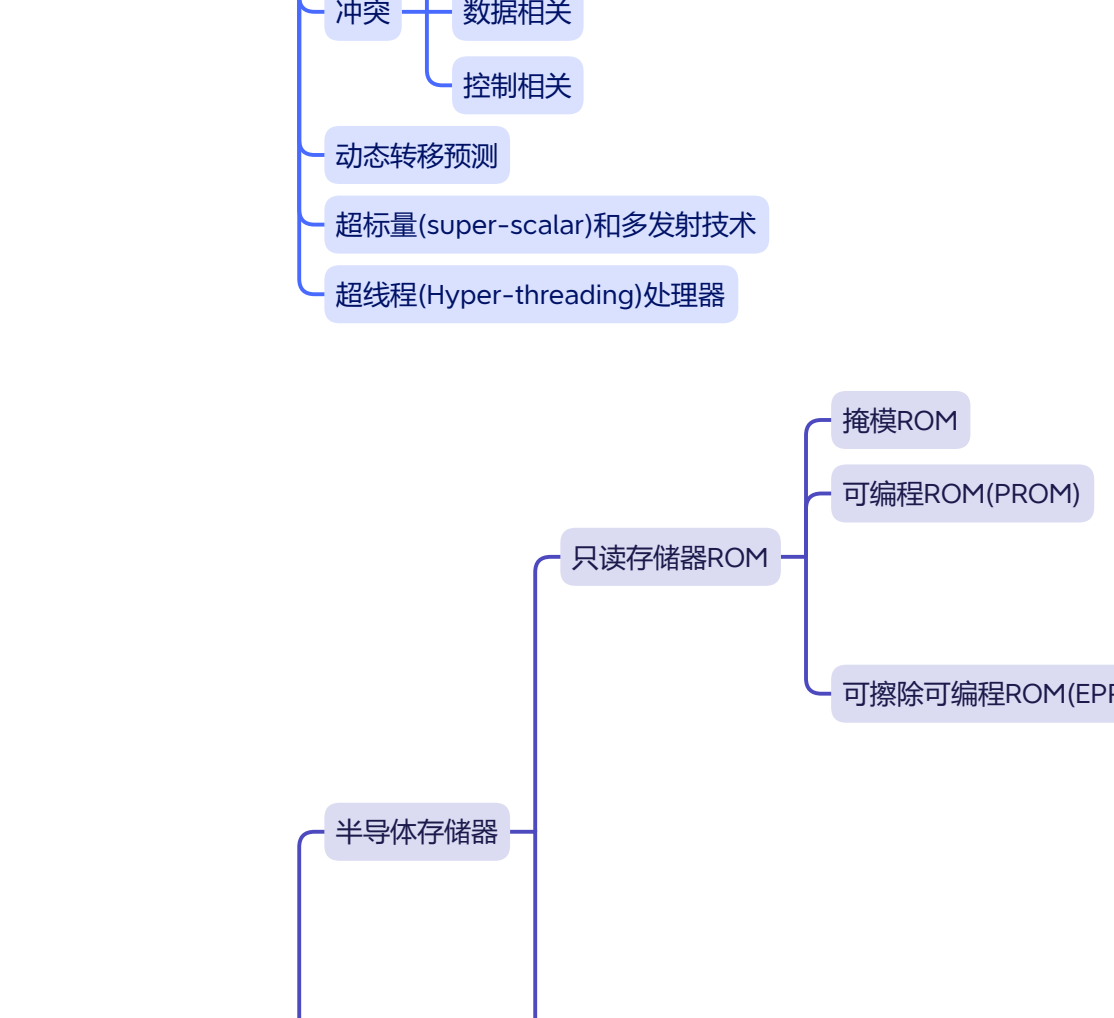 冲突
数据相关
控制相关
动态转移预测
超标量(super-scalar)和多发射技术
超线程(Hyper-threading)处理器
掩模ROM
可编程ROM(PROM)
只读存储器ROM
可擦除可编程ROM(EP
半导体存储器